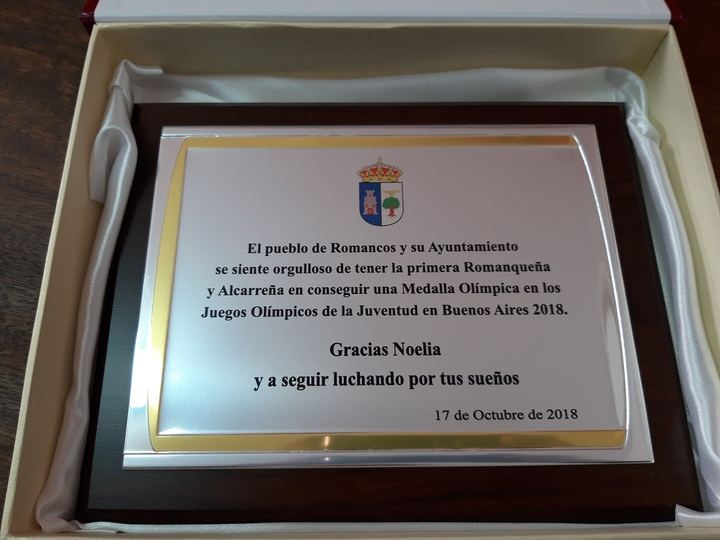 El pueblo de Romancos y su Ayuntamiento
se siente orgulloso de tener la primera Romanqueña
y Alcarreña en conseguir una Medalla Olímpica en los
Juegos Olímpicos de la Juventud en Buenos Aires 2018.
Gracias Noelia
y a seguir luchando por tus sueños
17 de Octubre de 2018